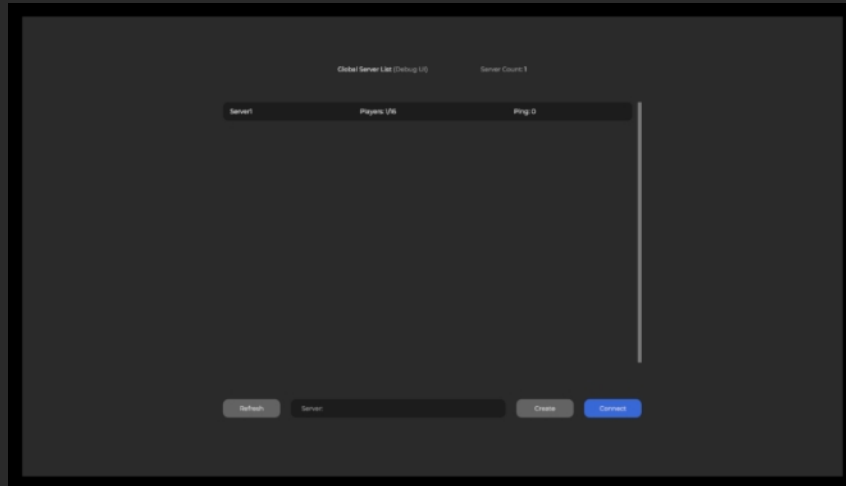 Global Server List (Debug UI) Server Count: 1
Server1 Players: 1/16 Ping: 0
Refresh Server: Create Connect